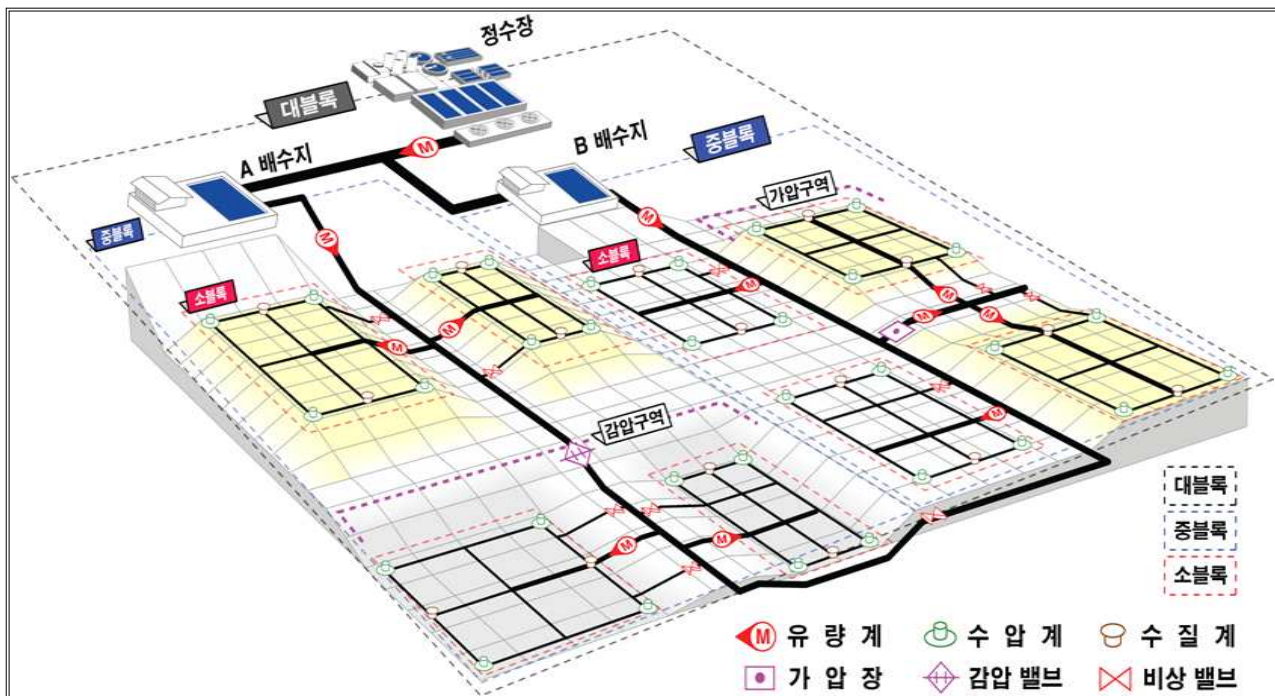 정수장
대블록
A 배수지
B 배수지
중블록
가압구역
중블록
소블록
소블록
M
M
M
M
M
M
M
M
M
M
M
M
감압구역
대블록
중블록
소블록
M 유 량 계
수 압 계
수 질 계
가 압 장
감압 밸브
비상 밸브